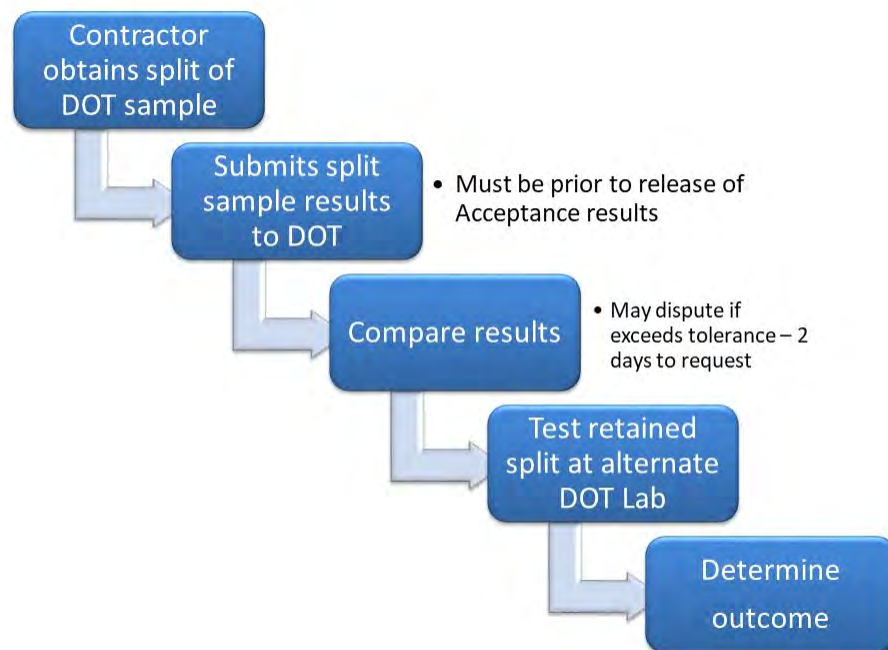 Contractor
obtains split of
DOT sample
Submits split
sample results
to DOT
• Must be prior to release of
Acceptance results
Compare results
• May dispute if
exceeds tolerance – 2
days to request
Test retained
split at alternate
DOT Lab
Determine
outcome